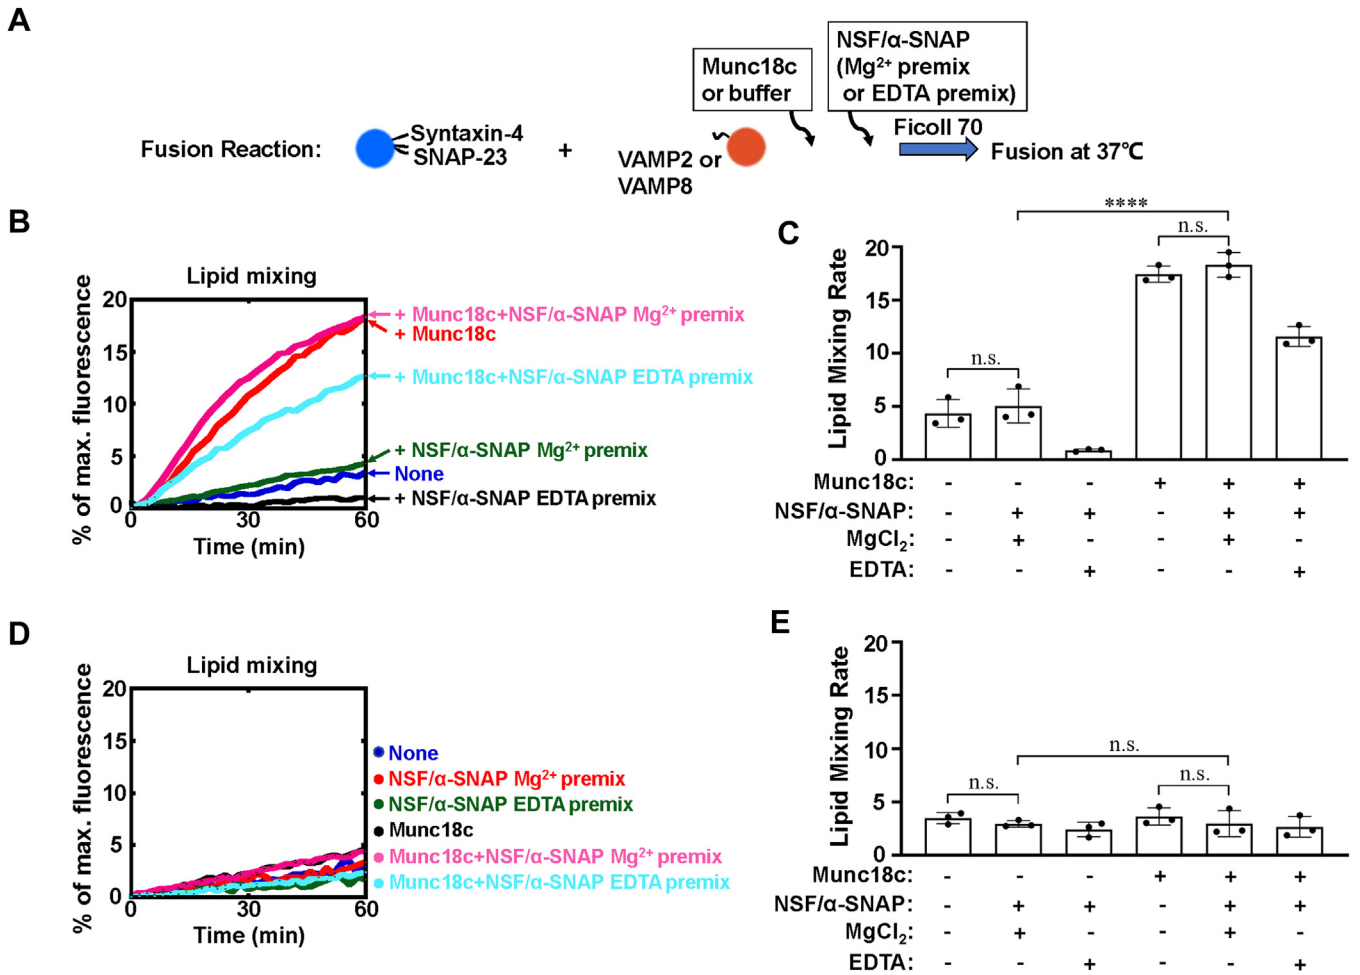 A
Munc18c
or buffer
NSF/α-SNAP
(Mg²⁺ premix
or EDTA premix)
Fusion Reaction:
Syntaxin-4
SNAP-23
+
VAMP2 or
VAMP8
Ficoll 70
Fusion at 37℃
B
Lipid mixing
% of max. fluorescence
20
15
10
5
0
0 30 60
Time (min)
+ Munc18c+NSF/α-SNAP Mg²⁺ premix
+ Munc18c
+ Munc18c+NSF/α-SNAP EDTA premix
+ NSF/α-SNAP Mg²⁺ premix
None
+ NSF/α-SNAP EDTA premix
C
Lipid Mixing Rate
20
15
10
5
0
****
n.s.
n.s.
Munc18c: - - - + + +
NSF/α-SNAP: - + + - + +
MgCl₂: - + - - + -
EDTA: - - + - - +
D
Lipid mixing
% of max. fluorescence
20
15
10
5
0
0 30 60
Time (min)
None
NSF/α-SNAP Mg²⁺ premix
NSF/α-SNAP EDTA premix
Munc18c
Munc18c+NSF/α-SNAP Mg²⁺ premix
Munc18c+NSF/α-SNAP EDTA premix
E
Lipid Mixing Rate
20
15
10
5
0
n.s.
n.s.
n.s.
Munc18c: - - - + + +
NSF/α-SNAP: - + + - + +
MgCl₂: - + - - + -
EDTA: - - + - - +